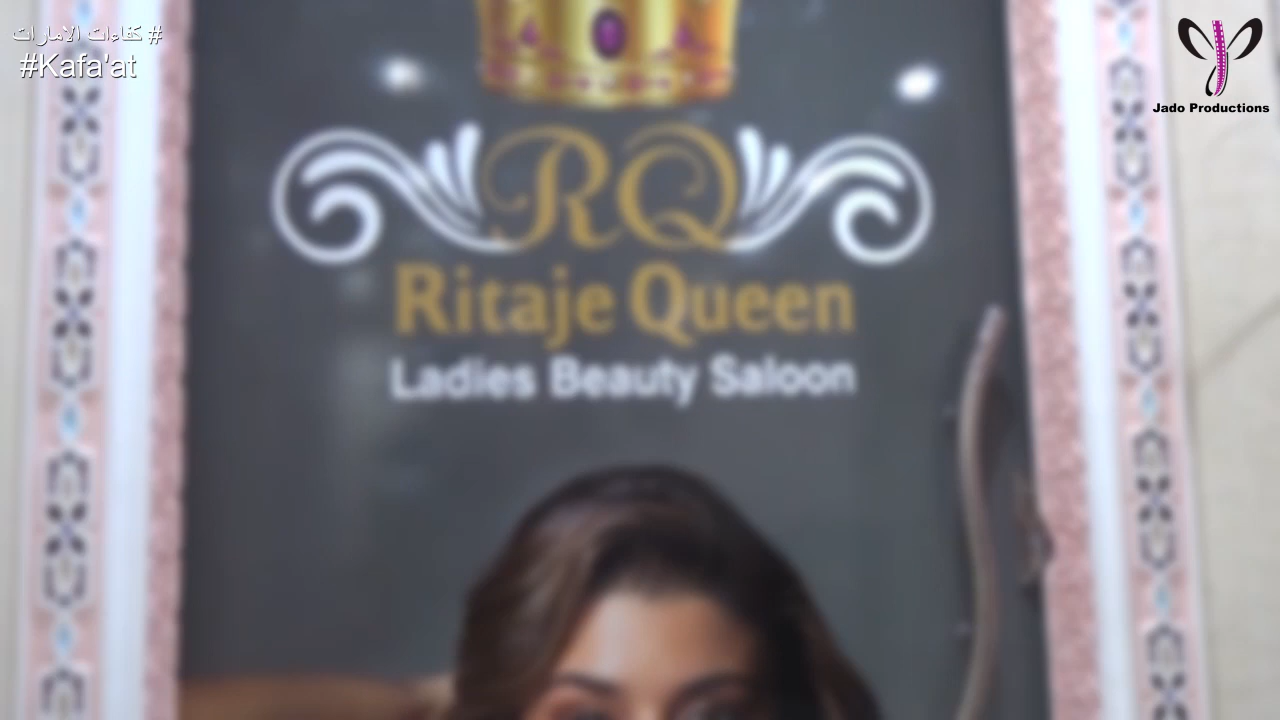 # كفاءات الامارات
#Kafa'at
Jado Productions
RQ
Ritaje Queen
Ladies Beauty Saloon